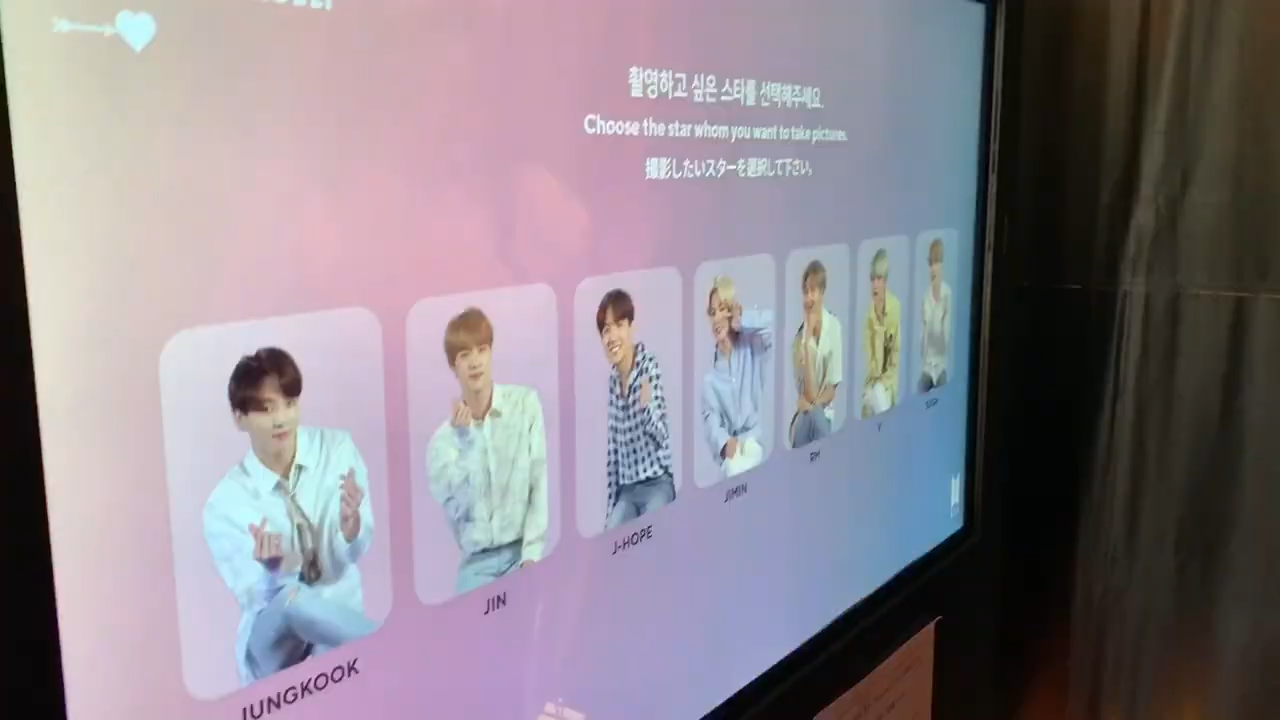 촬영하고 싶은 스타를 선택해주세요.
Choose the star whom you want to take pictures.
撮影したいスターを選択して下さい。
JUNGKOOK
JIN
J-HOPE
JIMIN
RM
V
SUGA